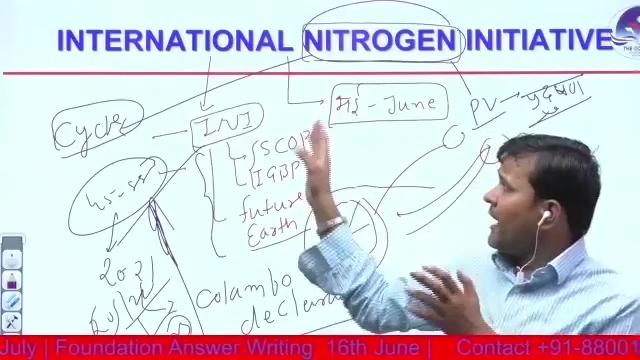 INTERNATIONAL NITROGEN INITIATIVE
मई - June
PV
Cycle
INI
SCOP
IGBP
future
Earth
2021
Colambo
declara
July | Foundation Answer Writing 16th June | Contact +91-88001